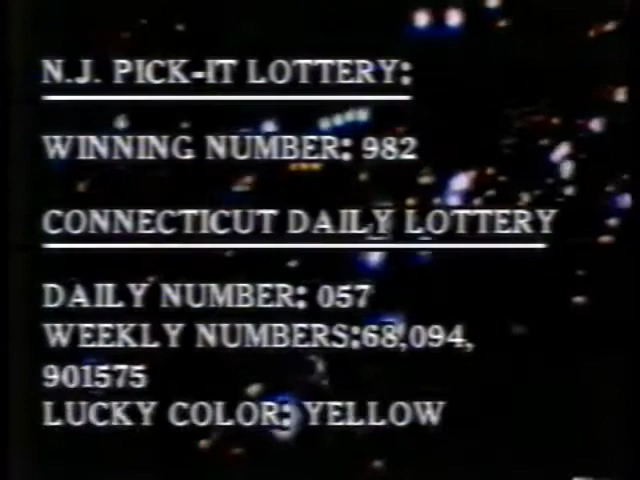 N.J. PICK-IT LOTTERY:
WINNING NUMBER: 982
CONNECTICUT DAILY LOTTERY
DAILY NUMBER: 057
WEEKLY NUMBERS:68,094,
901575
LUCKY COLOR: YELLOW